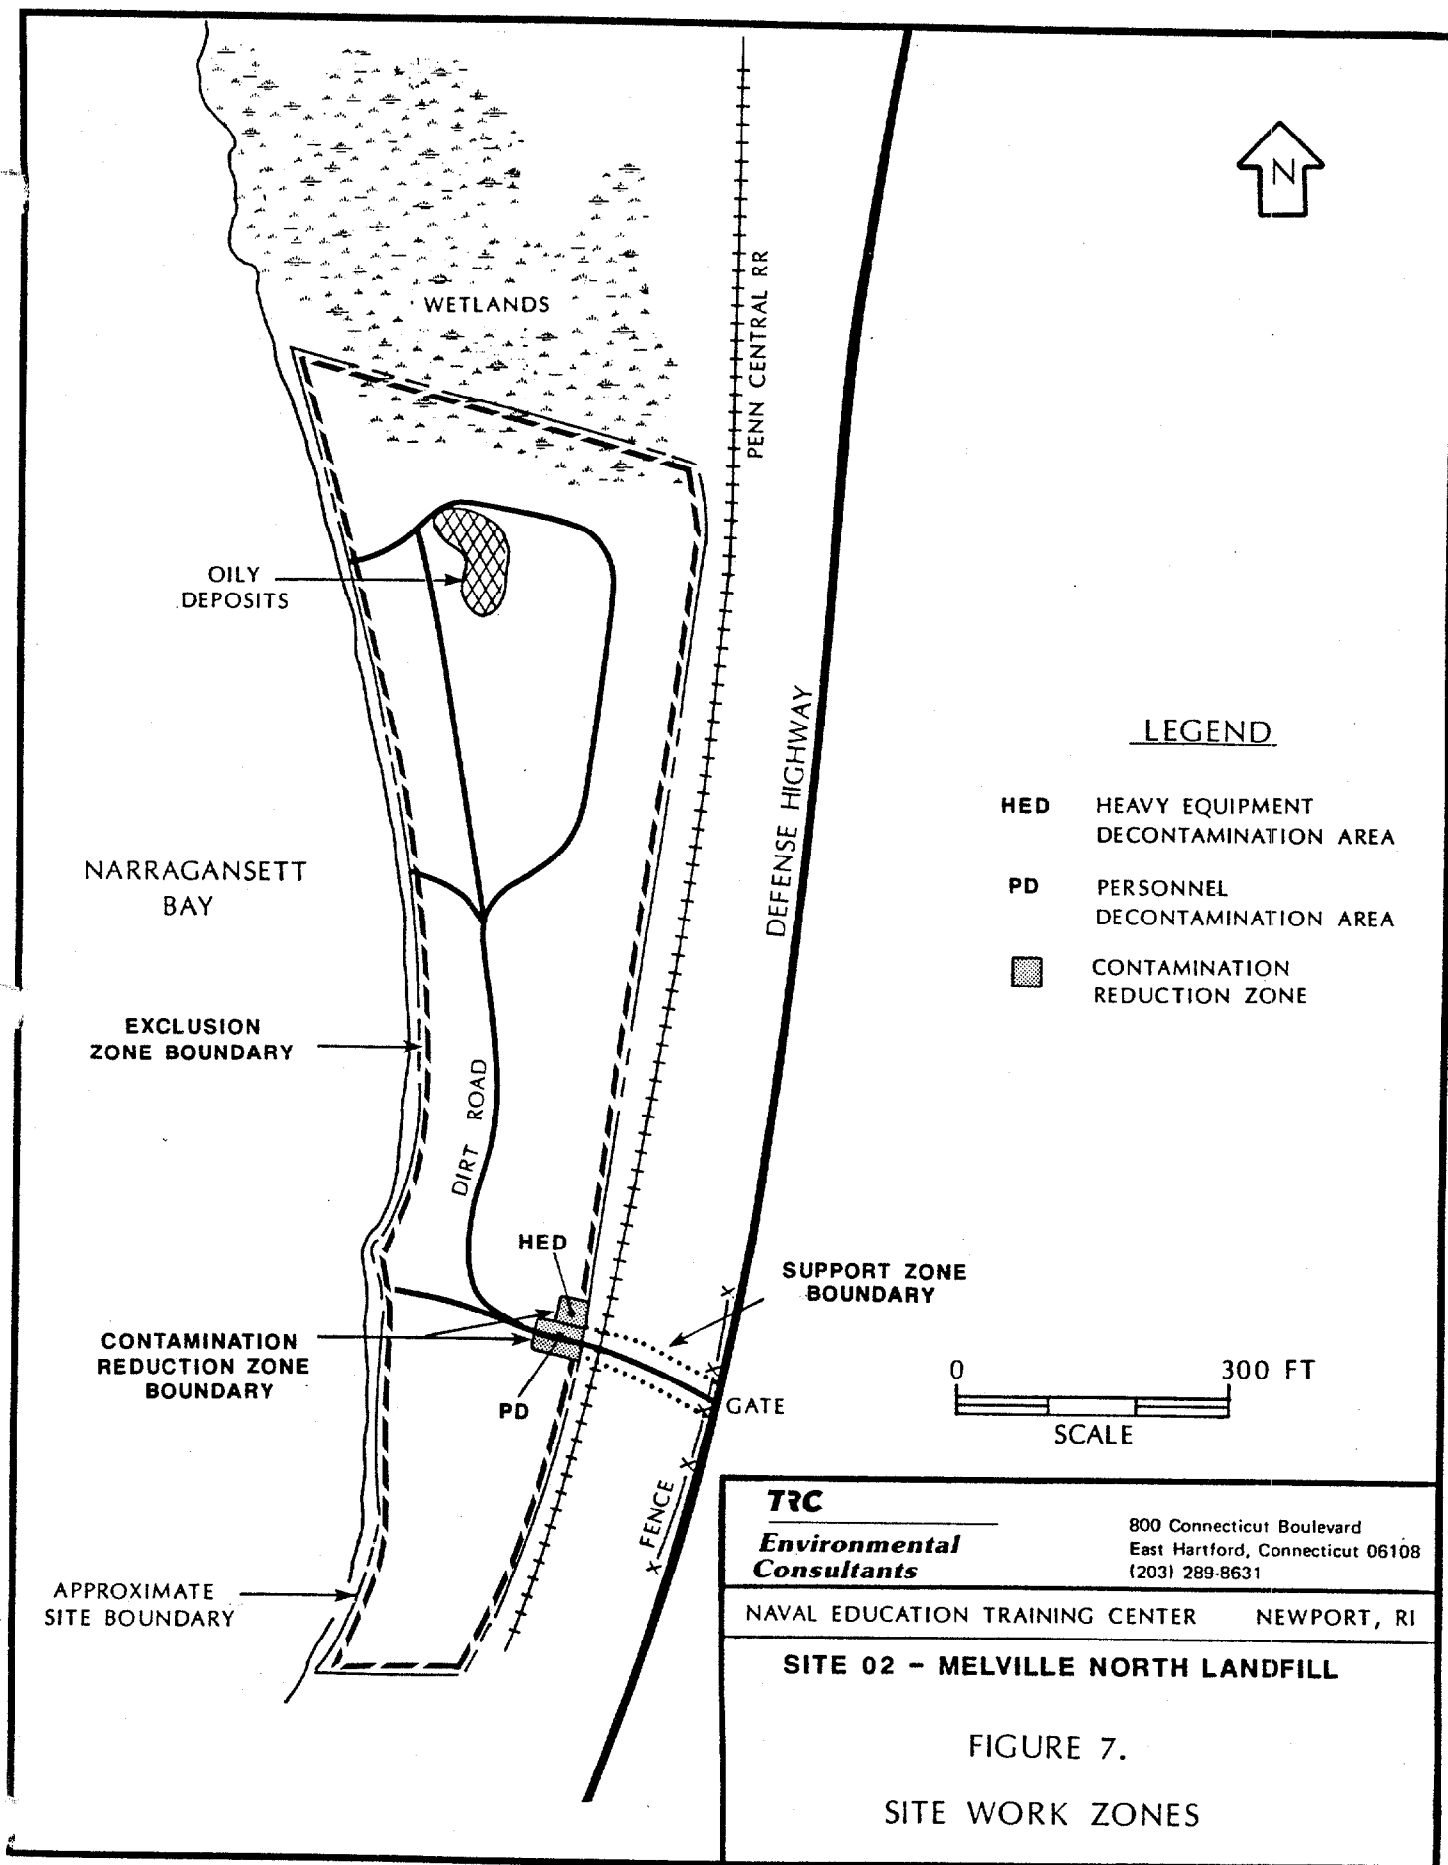 N
WETLANDS
PENN CENTRAL RR
OILY
DEPOSITS
DEFENSE HIGHWAY
LEGEND
HED HEAVY EQUIPMENT
DECONTAMINATION AREA
PD PERSONNEL
DECONTAMINATION AREA
CONTAMINATION
REDUCTION ZONE
NARRAGANSETT
BAY
EXCLUSION
ZONE BOUNDARY
DIRT ROAD
HED
SUPPORT ZONE
BOUNDARY
CONTAMINATION
REDUCTION ZONE
BOUNDARY
PD
GATE
0 300 FT
SCALE
FENCE
APPROXIMATE
SITE BOUNDARY
TRC
Environmental
Consultants
800 Connecticut Boulevard
East Hartford, Connecticut 06108
(203) 289-8631
NAVAL EDUCATION TRAINING CENTER NEWPORT, RI
SITE 02 - MELVILLE NORTH LANDFILL
FIGURE 7.
SITE WORK ZONES